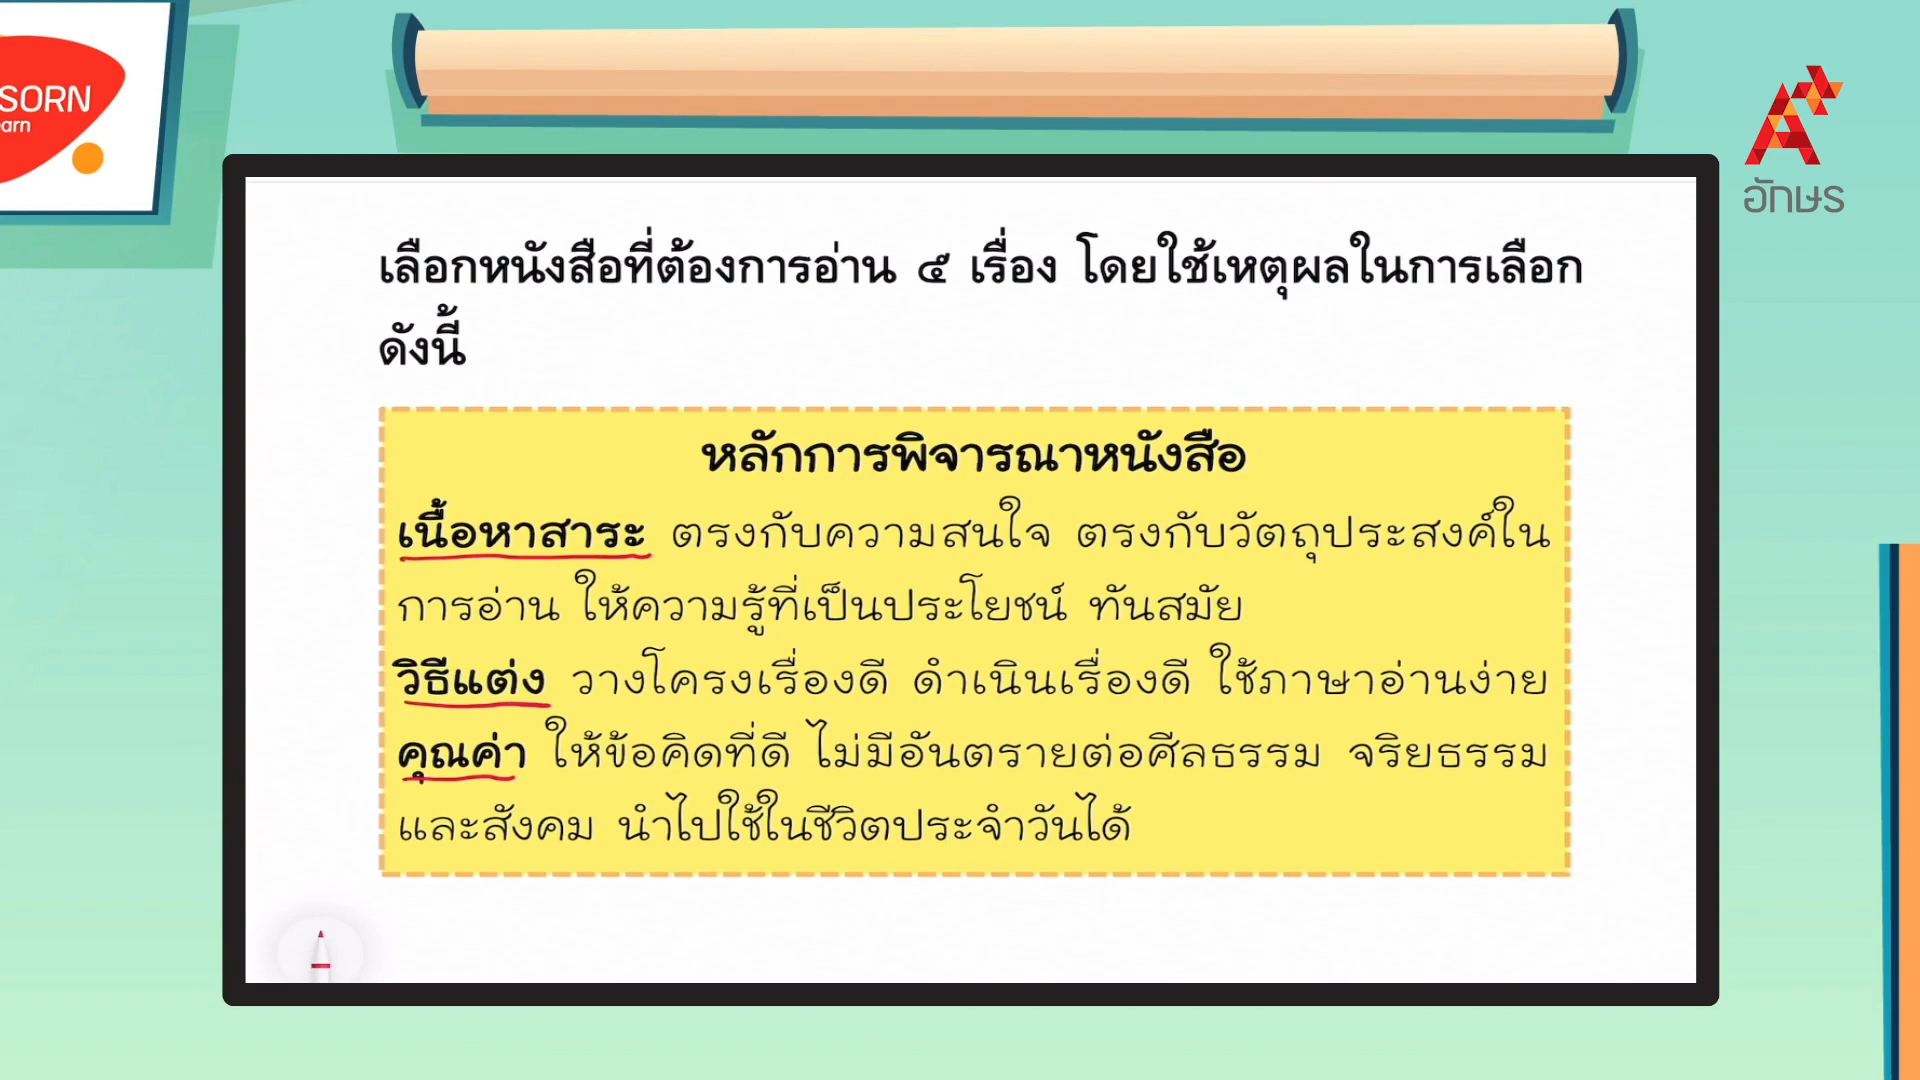 SORN
arn
อักษร
เลือกหนังสือที่ต้องการอ่าน ๕ เรื่อง โดยใช้เหตุผลในการเลือก
ดังนี้
หลักการพิจารณาหนังสือ
เนื้อหาสาระ ตรงกับความสนใจ ตรงกับวัตถุประสงค์ใน
การอ่าน ให้ความรู้ที่เป็นประโยชน์ ทันสมัย
วิธีแต่ง วางโครงเรื่องดี ดำเนินเรื่องดี ใช้ภาษาอ่านง่าย
คุณค่า ให้ข้อคิดที่ดี ไม่มีอันตรายต่อศีลธรรม จริยธรรม
และสังคม นำไปใช้ในชีวิตประจำวันได้